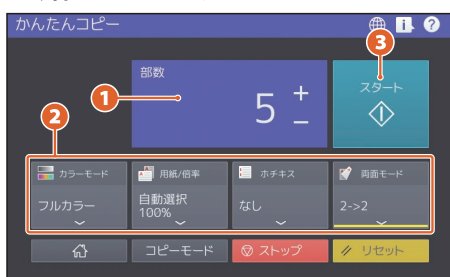 かんたんコピー
i
?
3
部数
スタート
1
5
+
-
2
カラーモード
用紙/倍率
ホチキス
両面モード
フルカラー
自動選択
100%
なし
2->2
コピーモード
ストップ
リセット